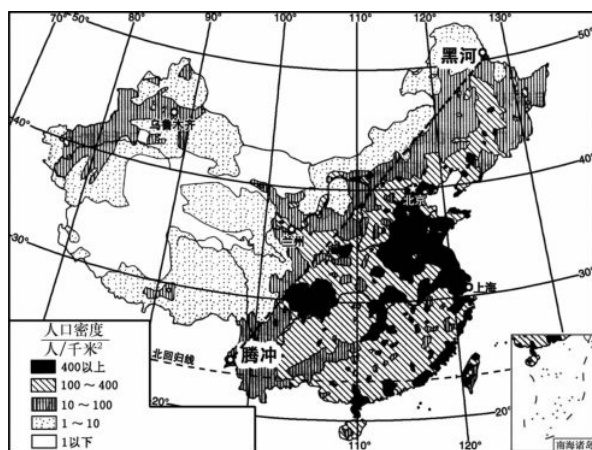 70°
80°
90°
100°
110°
120°
130°
50°
50°
黑河
乌鲁木齐
40°
40°
北京
兰州
30°
30°
上海
人口密度
人/千米²
腾冲
北回归线
400以上
100～400
10～100
1～10
1以下
20°
20°
110°
120°
南海诸岛